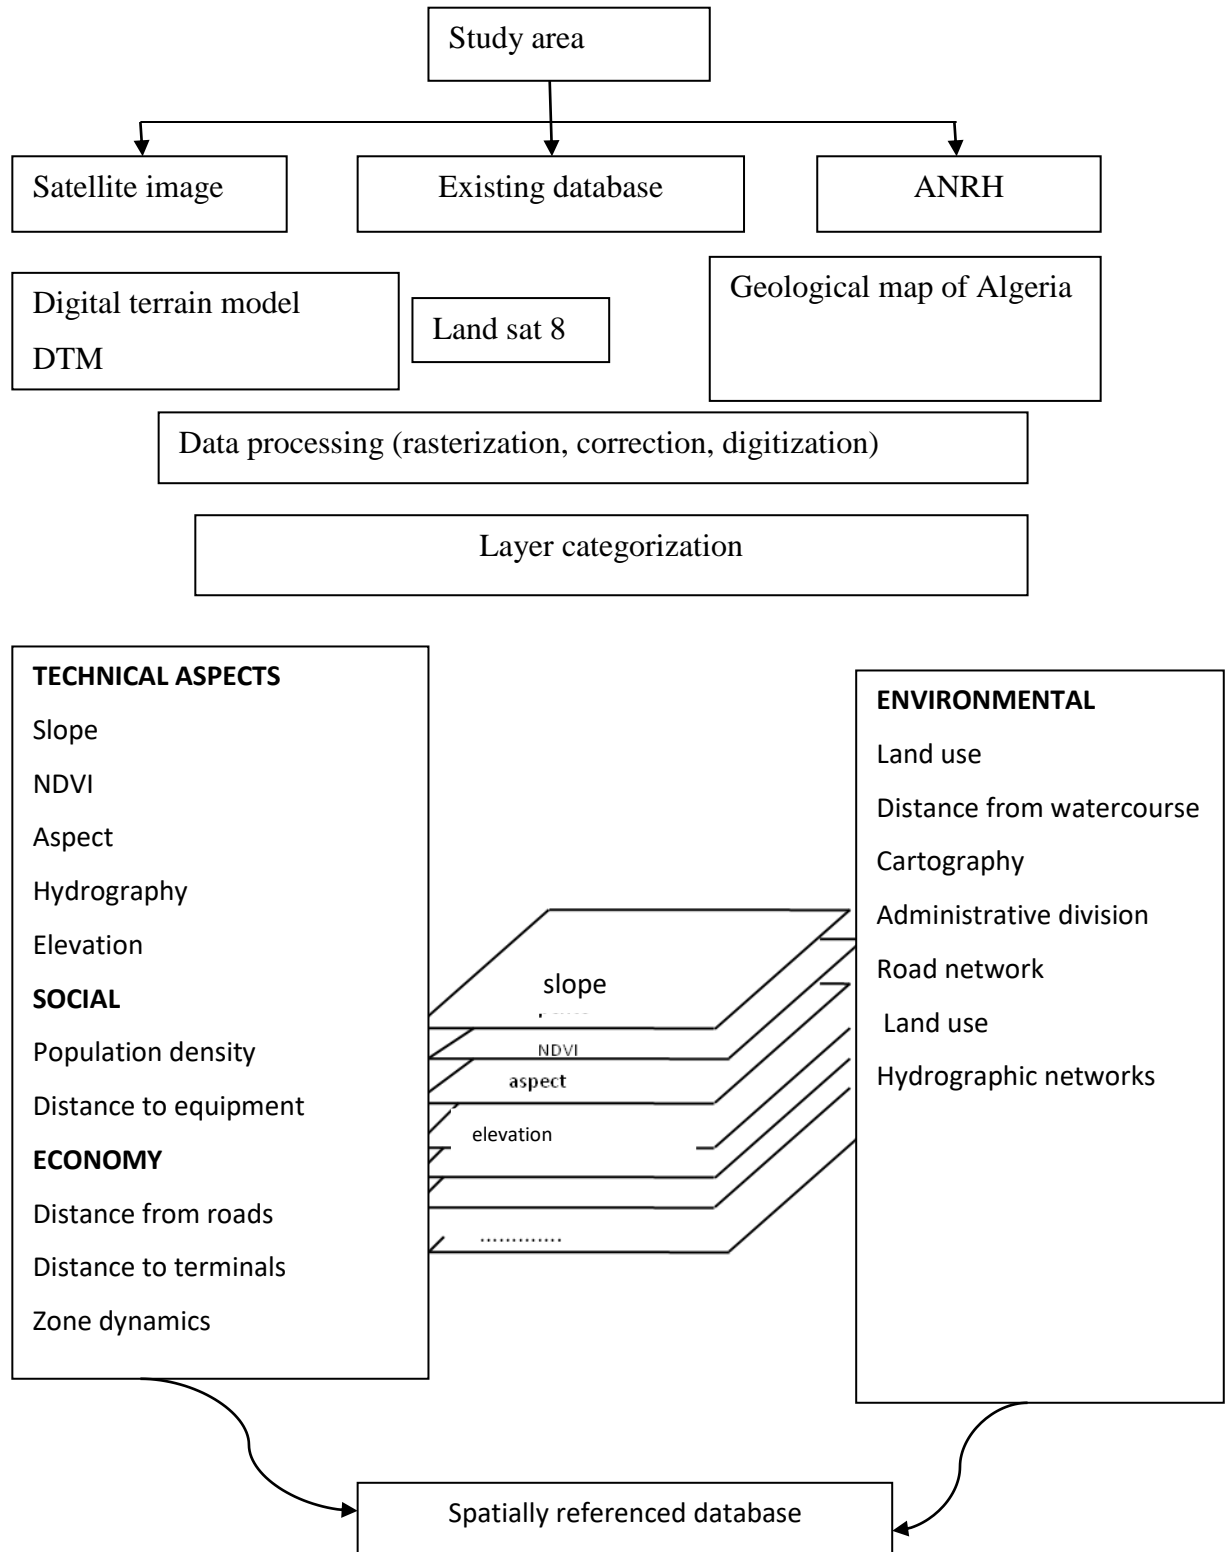 Study area
Satellite image
Existing database
ANRH
Digital terrain model
DTM
Land sat 8
Geological map of Algeria
Data processing (rasterization, correction, digitization)
Layer categorization
TECHNICAL ASPECTS
Slope
NDVI
Aspect
Hydrography
Elevation
SOCIAL
Population density
Distance to equipment
ECONOMY
Distance from roads
Distance to terminals
Zone dynamics
slope
NDVI
aspect
elevation
.............
ENVIRONMENTAL
Land use
Distance from watercourse
Cartography
Administrative division
Road network
Land use
Hydrographic networks
Spatially referenced database